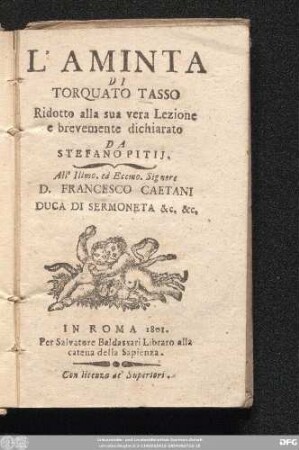 L'AMINTA
DI
TORQUATO TASSO
Ridotto alla sua vera Lezione
e brevemente dichiarato
DA
STEFANO PITIJ.
All' Illmo. ed Eccmo. Signore
D. FRANCESCO CAETANI
DUCA DI SERMONETA &c. &c.
IN ROMA 1801.
Per Salvatore Baldassari Libraro alla
catena della Sapienza.
Con licenza de' Superiori.
DFG